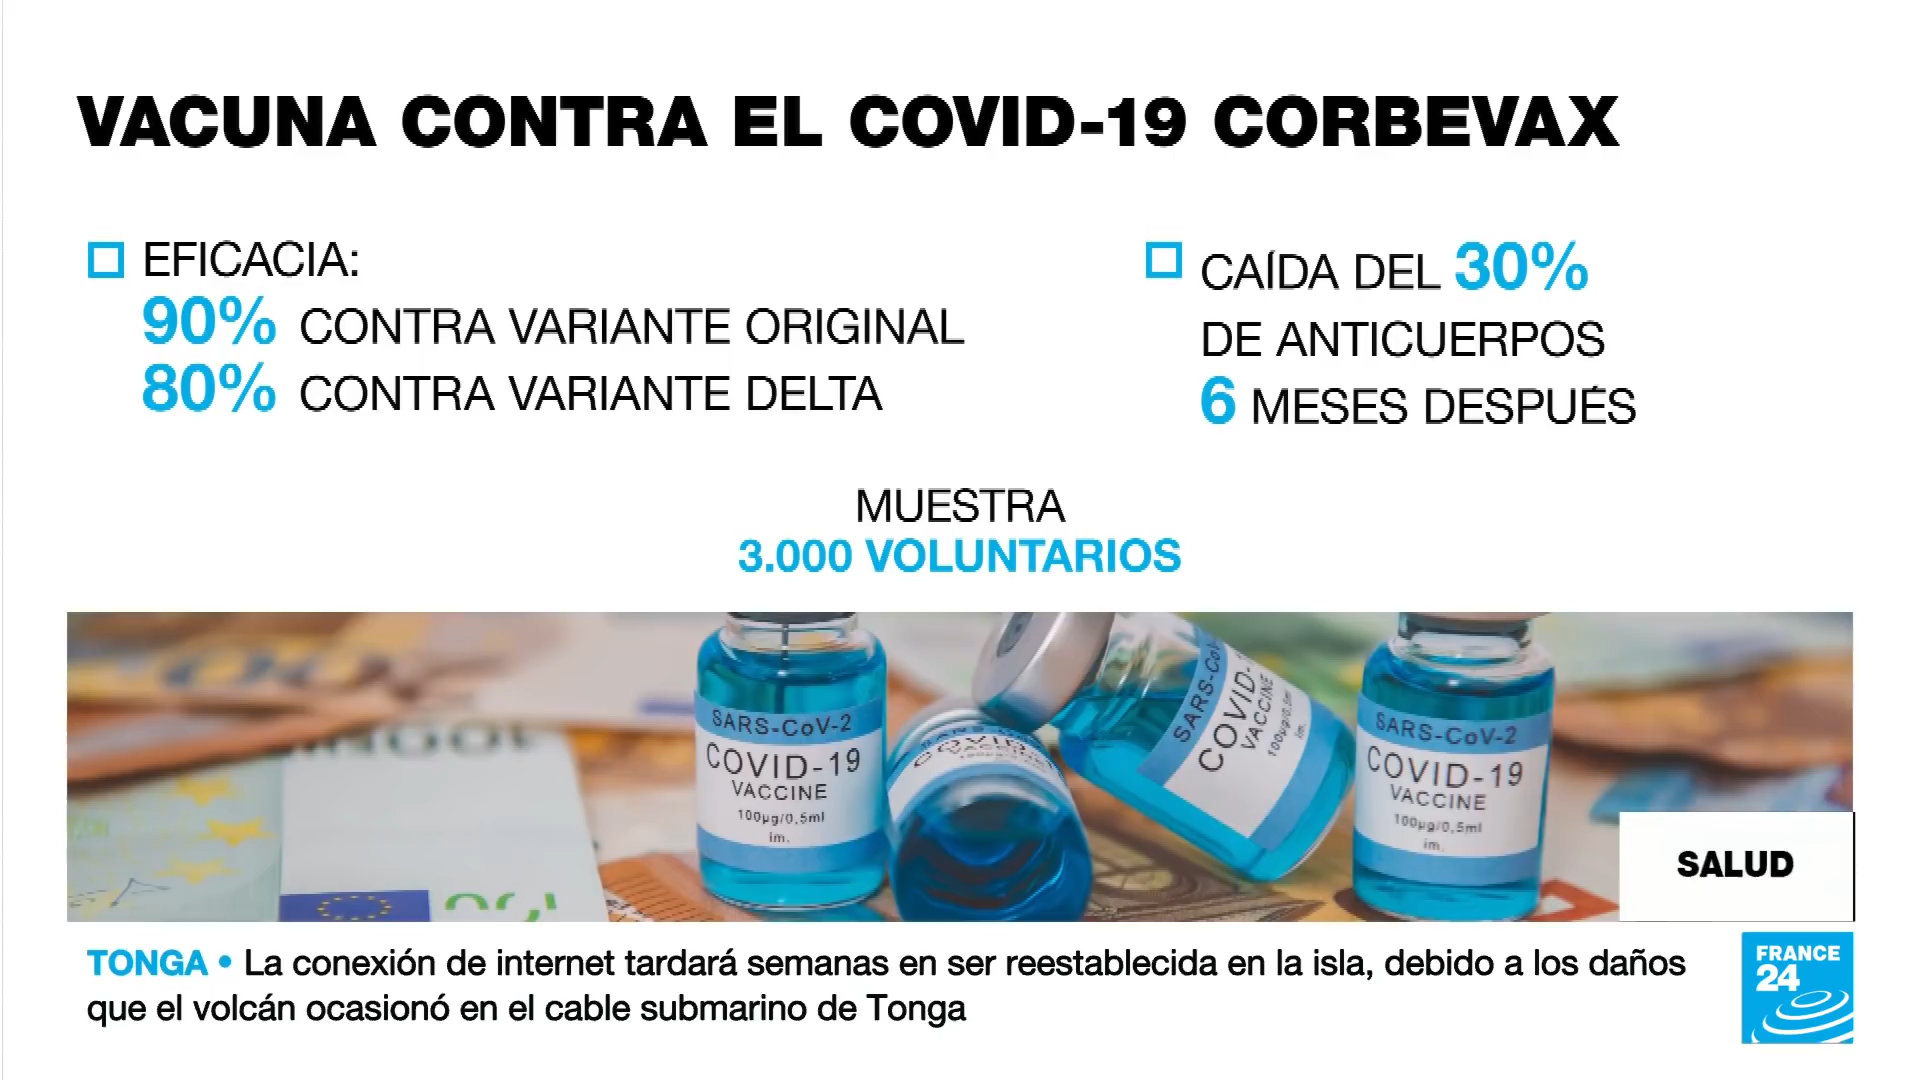 VACUNA CONTRA EL COVID-19 CORBEVAX
EFICACIA:
90% CONTRA VARIANTE ORIGINAL
80% CONTRA VARIANTE DELTA
CAÍDA DEL 30%
DE ANTICUERPOS
6 MESES DESPUÉS
MUESTRA
3.000 VOLUNTARIOS
SARS-CoV-2
COVID-19
VACCINE
100µg/0,5ml
im.
COVID-
VACCINE
100µg/0,5ml
im.
SARS-CoV-2
COVID-19
VACCINE
100µg/0,5ml
im.
SALUD
TONGA • La conexión de internet tardará semanas en ser reestablecida en la isla, debido a los daños
que el volcán ocasionó en el cable submarino de Tonga
FRANCE
24